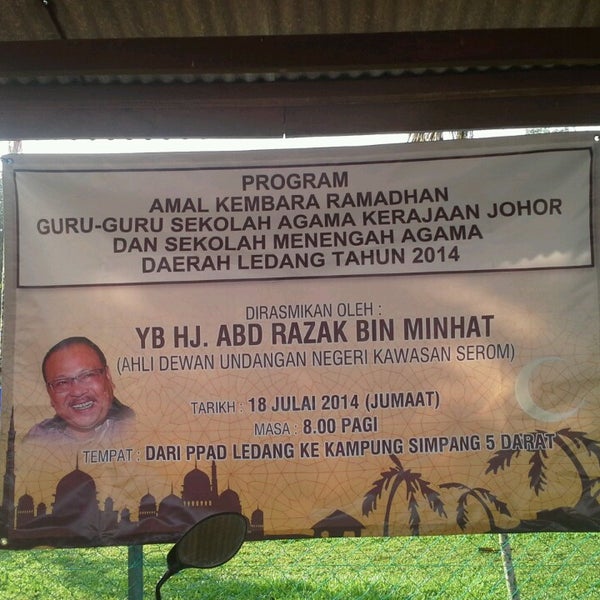 PROGRAM
AMAL KEMBARA RAMADHAN
GURU-GURU SEKOLAH AGAMA KERAJAAN JOHOR
DAN SEKOLAH MENENGAH AGAMA
DAERAH LEDANG TAHUN 2014
DIRASMIKAN OLEH :
YB HJ. ABD RAZAK BIN MINHAT
(AHLI DEWAN UNDANGAN NEGERI KAWASAN SEROM)
TARIKH : 18 JULAI 2014 (JUMAAT)
MASA : 8.00 PAGI
TEMPAT : DARI PPAD LEDANG KE KAMPUNG SIMPANG 5 DARAT